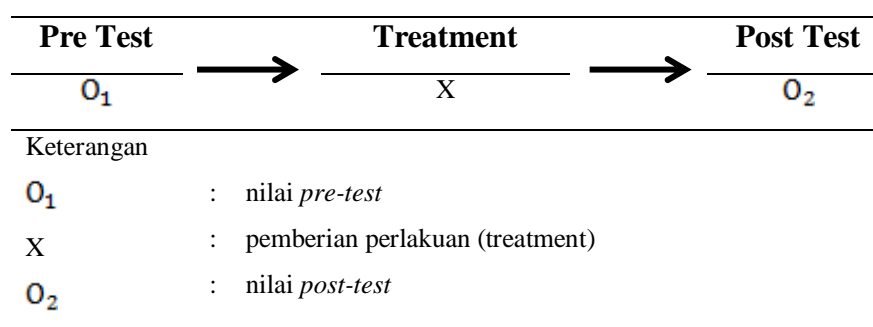 Pre Test Treatment Post Test
O₁ X O₂
Keterangan
O₁ : nilai pre-test
X : pemberian perlakuan (treatment)
O₂ : nilai post-test